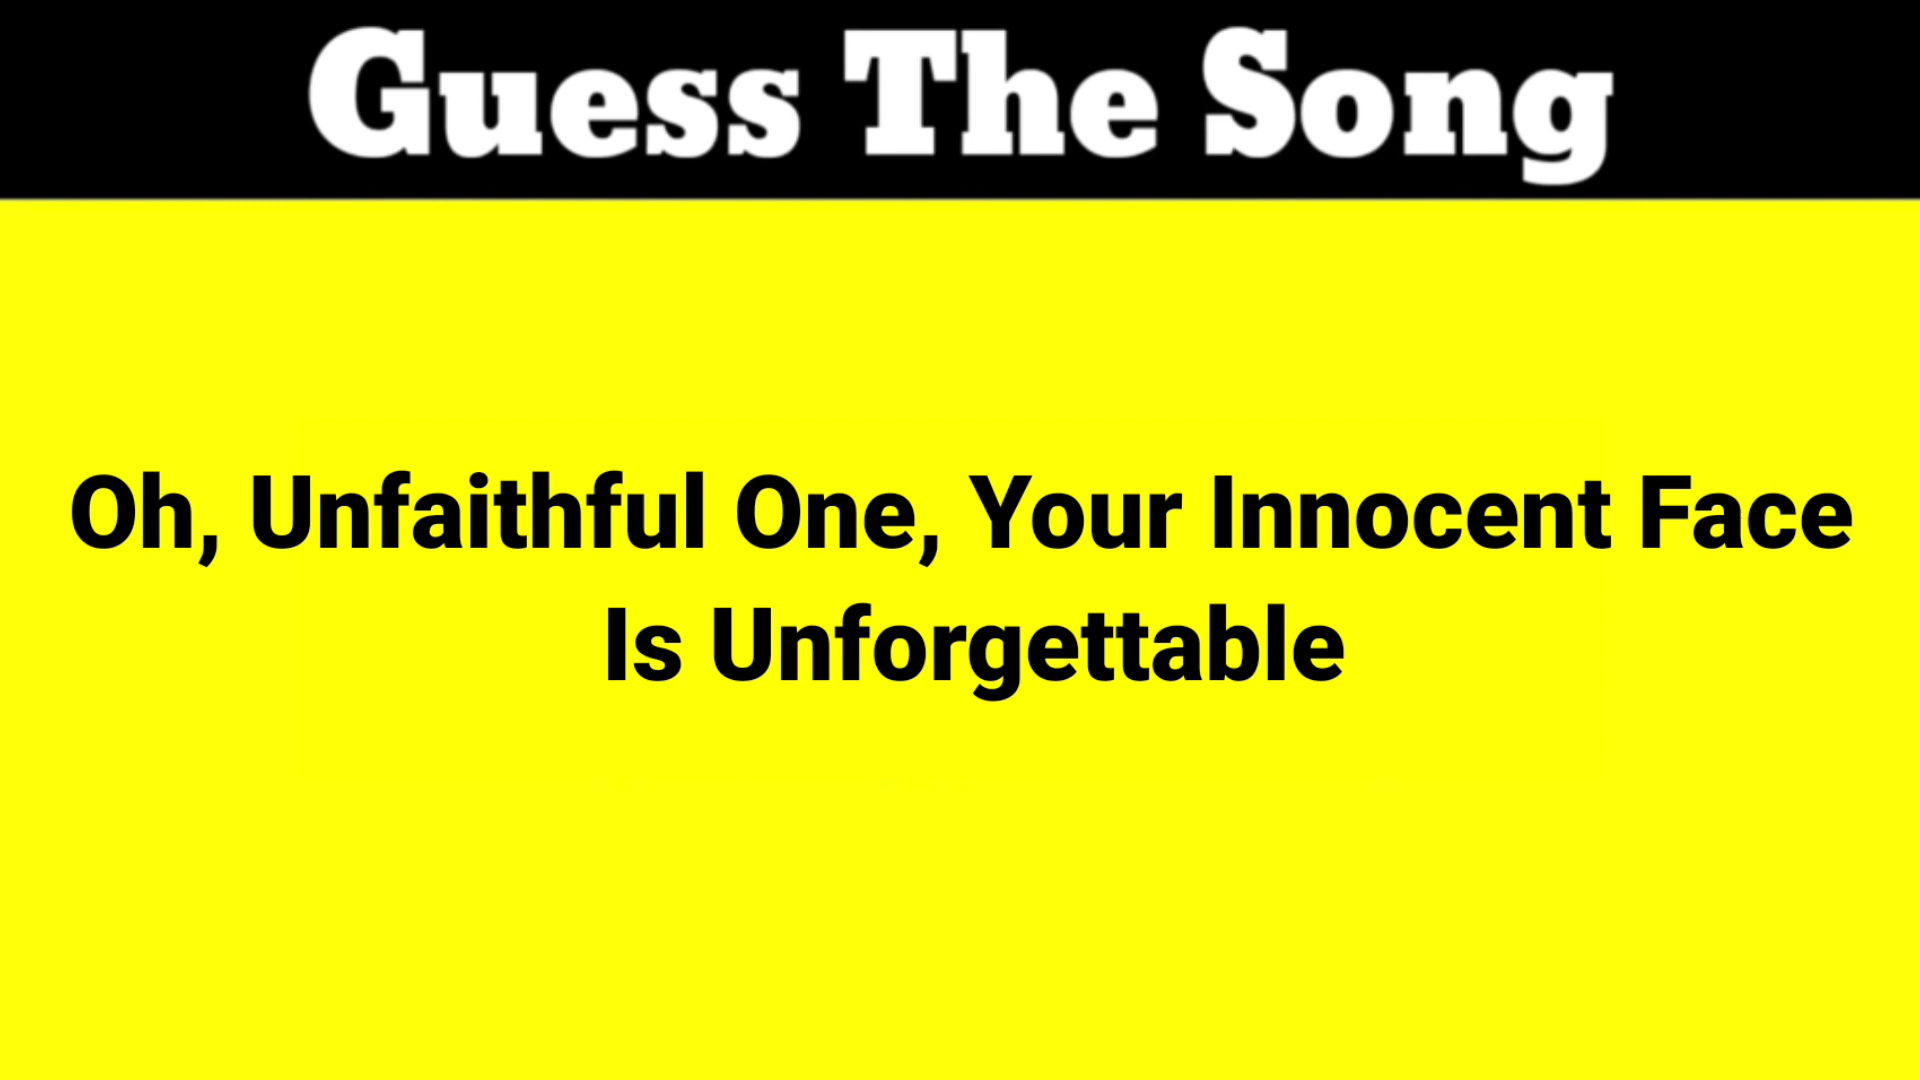 Guess The Song
Oh, Unfaithful One, Your Innocent Face
Is Unforgettable